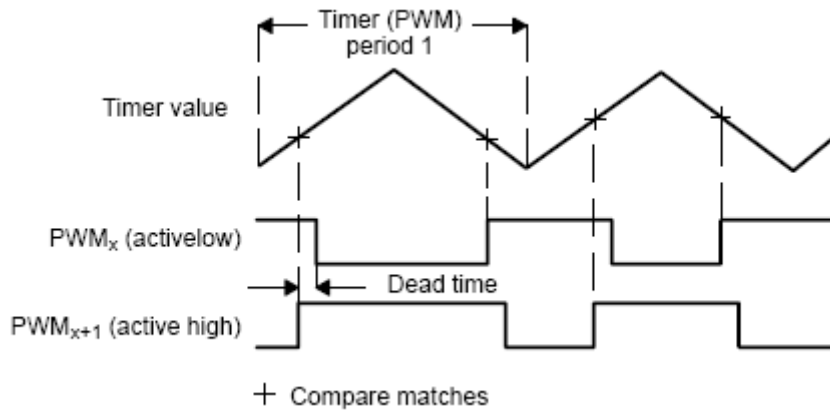 Timer (PWM)
period 1
Timer value
PWMx (activelow)
Dead time
PWMx+1 (active high)
Compare matches